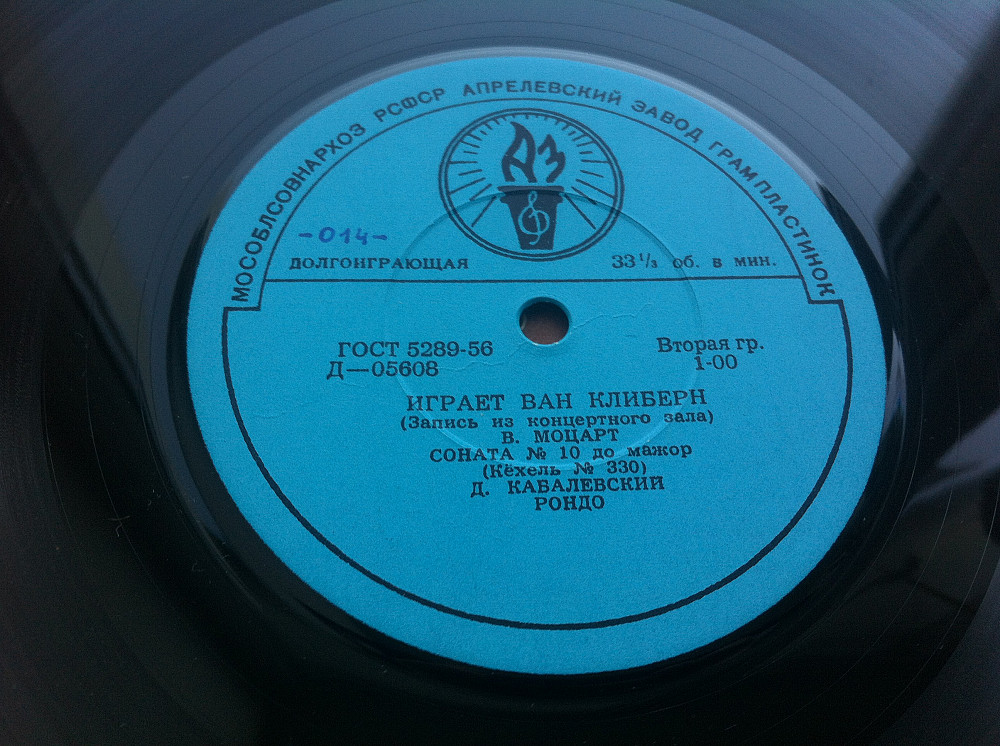 МОСОБЛСОВНАРХОЗ РСФСР АПРЕЛЕВСКИЙ ЗАВОД ГРАМПЛАСТИНОК
АЗ
-014-
ДОЛГОИГРАЮЩАЯ 33 1/3 об. в мин.
ГОСТ 5289-56 Вторая гр.
Д—05608 1-00
ИГРАЕТ ВАН КЛИБЕРН
(Запись из концертного зала)
В. МОЦАРТ
СОНАТА № 10 до мажор
(Кёхель № 330)
Д. КАБАЛЕВСКИЙ
РОНДО